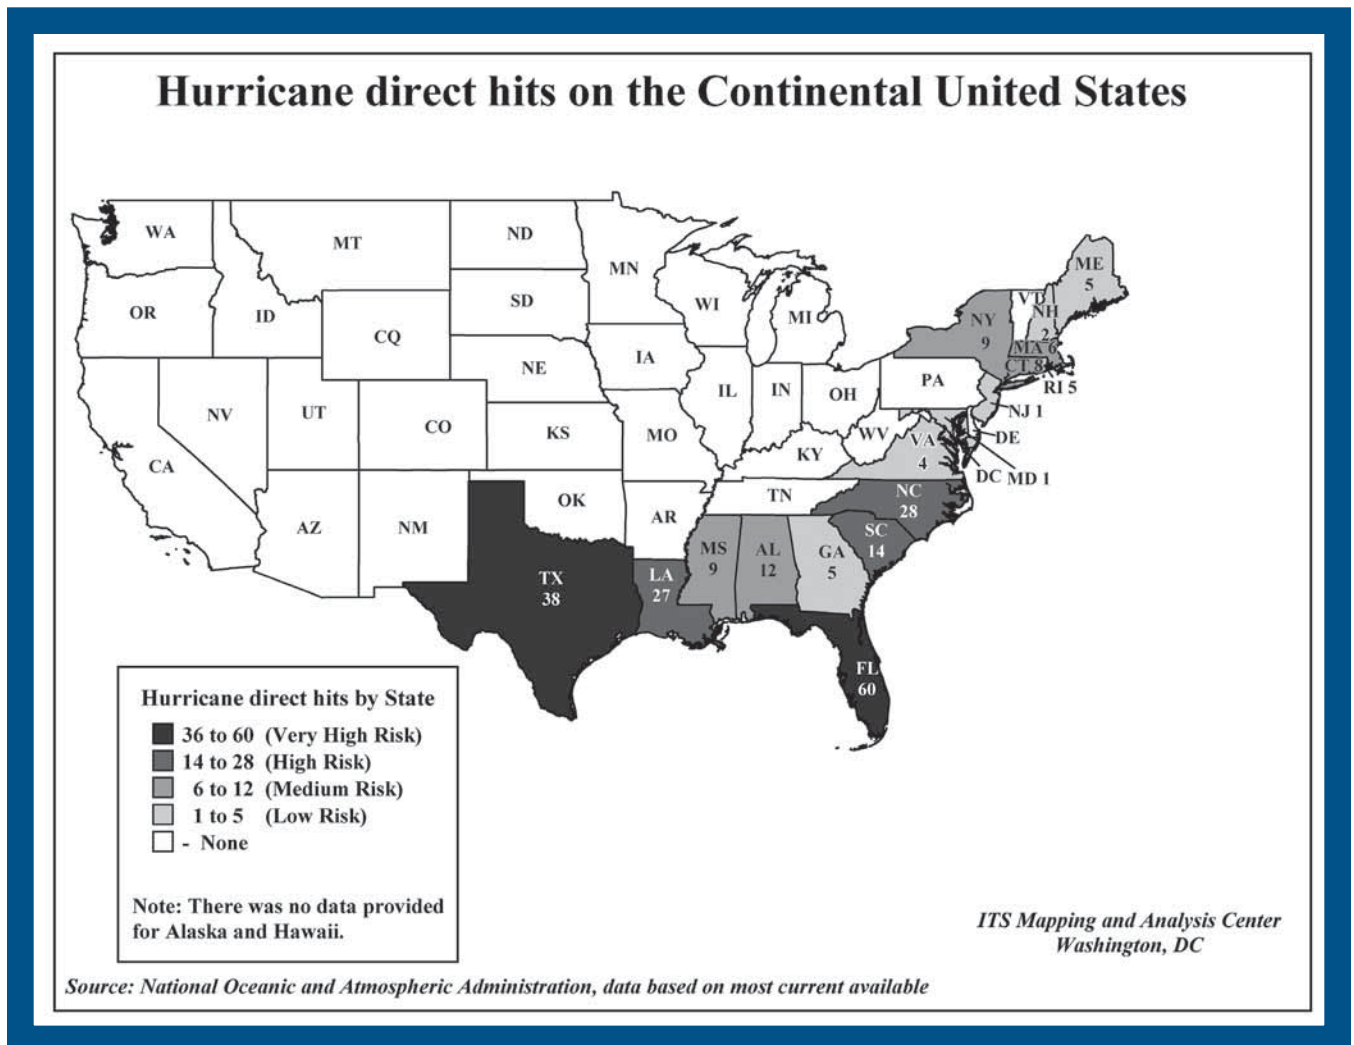 Hurricane direct hits on the Continental United States
WA
MT
ND
MN
ME
5
OR
ID
SD
WI
MI
VT
NH
2
NY
9
CQ
MA 6
IA
NE
PA
CT 8
RI 5
NV
UT
IL
IN
OH
NJ 1
CO
KS
MO
WV
VA
4
DE
CA
KY
DC
MD 1
AZ
NM
OK
AR
TN
NC
28
SC
14
MS
9
AL
12
GA
5
TX
38
LA
27
FL
60
Hurricane direct hits by State
36 to 60 (Very High Risk)
14 to 28 (High Risk)
6 to 12 (Medium Risk)
1 to 5 (Low Risk)
- None
Note: There was no data provided
for Alaska and Hawaii.
ITS Mapping and Analysis Center
Washington, DC
Source: National Oceanic and Atmospheric Administration, data based on most current available